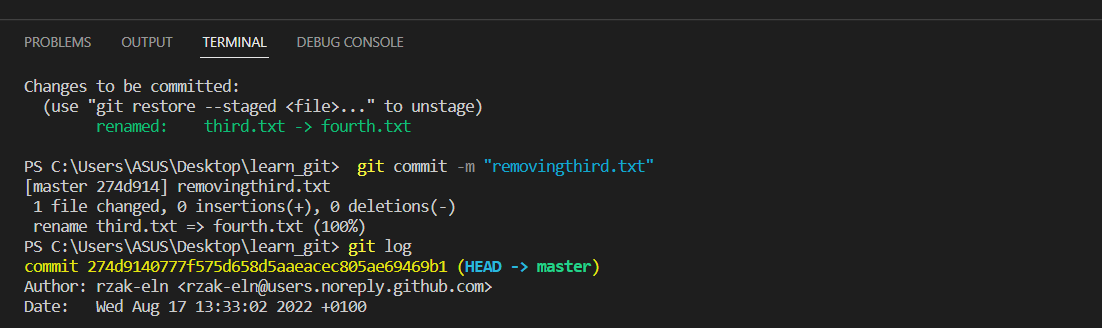 PROBLEMS OUTPUT TERMINAL DEBUG CONSOLE
Changes to be committed:
  (use "git restore --staged <file>..." to unstage)
        renamed:    third.txt -> fourth.txt
PS C:\Users\ASUS\Desktop\learn_git>  git commit -m "removingthird.txt"
[master 274d914] removingthird.txt
 1 file changed, 0 insertions(+), 0 deletions(-)
 rename third.txt => fourth.txt (100%)
PS C:\Users\ASUS\Desktop\learn_git> git log
commit 274d9140777f575d658d5aaeacec805ae69469b1 (HEAD -> master)
Author: rzak-eln <rzak-eln@users.noreply.github.com>
Date:   Wed Aug 17 13:33:02 2022 +0100